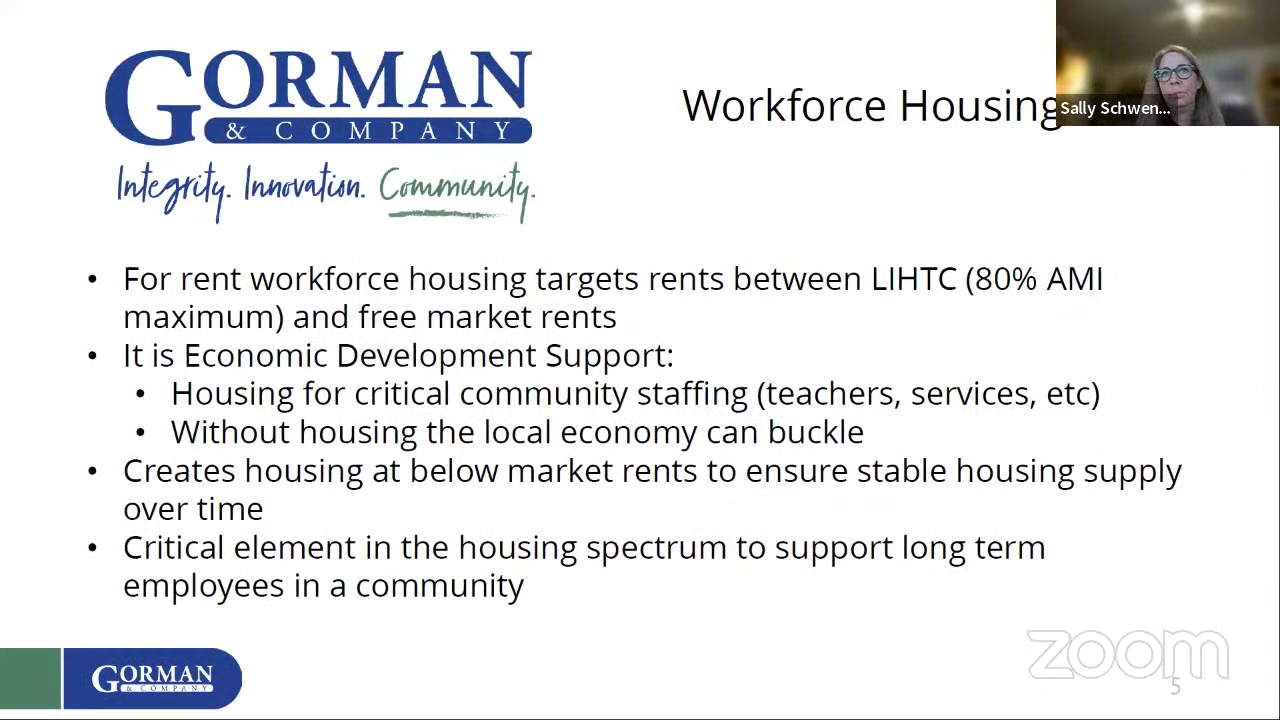 GORMAN
& COMPANY
Integrity. Innovation. Community.
Workforce Housing
Sally Schwen...
• For rent workforce housing targets rents between LIHTC (80% AMI
maximum) and free market rents
• It is Economic Development Support:
• Housing for critical community staffing (teachers, services, etc)
• Without housing the local economy can buckle
• Creates housing at below market rents to ensure stable housing supply
over time
• Critical element in the housing spectrum to support long term
employees in a community
GORMAN
& COMPANY
zoom
5